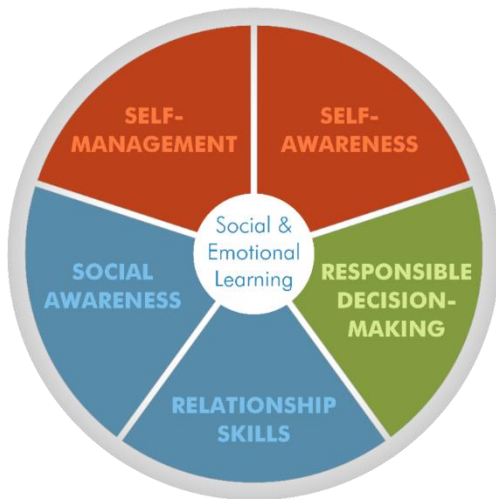 SELF-
MANAGEMENT
SELF-
AWARENESS
Social &
Emotional
Learning
SOCIAL
AWARENESS
RESPONSIBLE
DECISION-
MAKING
RELATIONSHIP
SKILLS